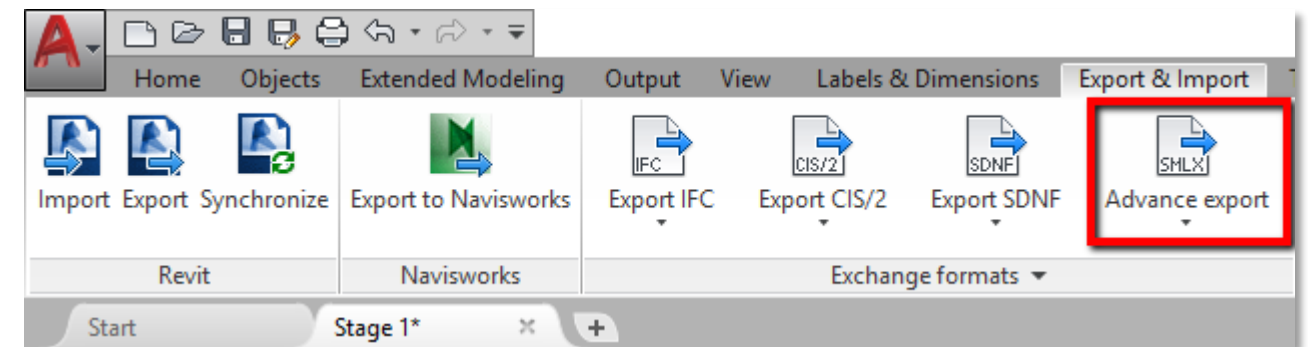 Home Objects Extended Modeling Output View Labels & Dimensions Export & Import
IFC CIS/2 SDNF SMLX
Import Export Synchronize Export to Navisworks Export IFC Export CIS/2 Export SDNF Advance export
Revit Navisworks Exchange formats
Start Stage 1*